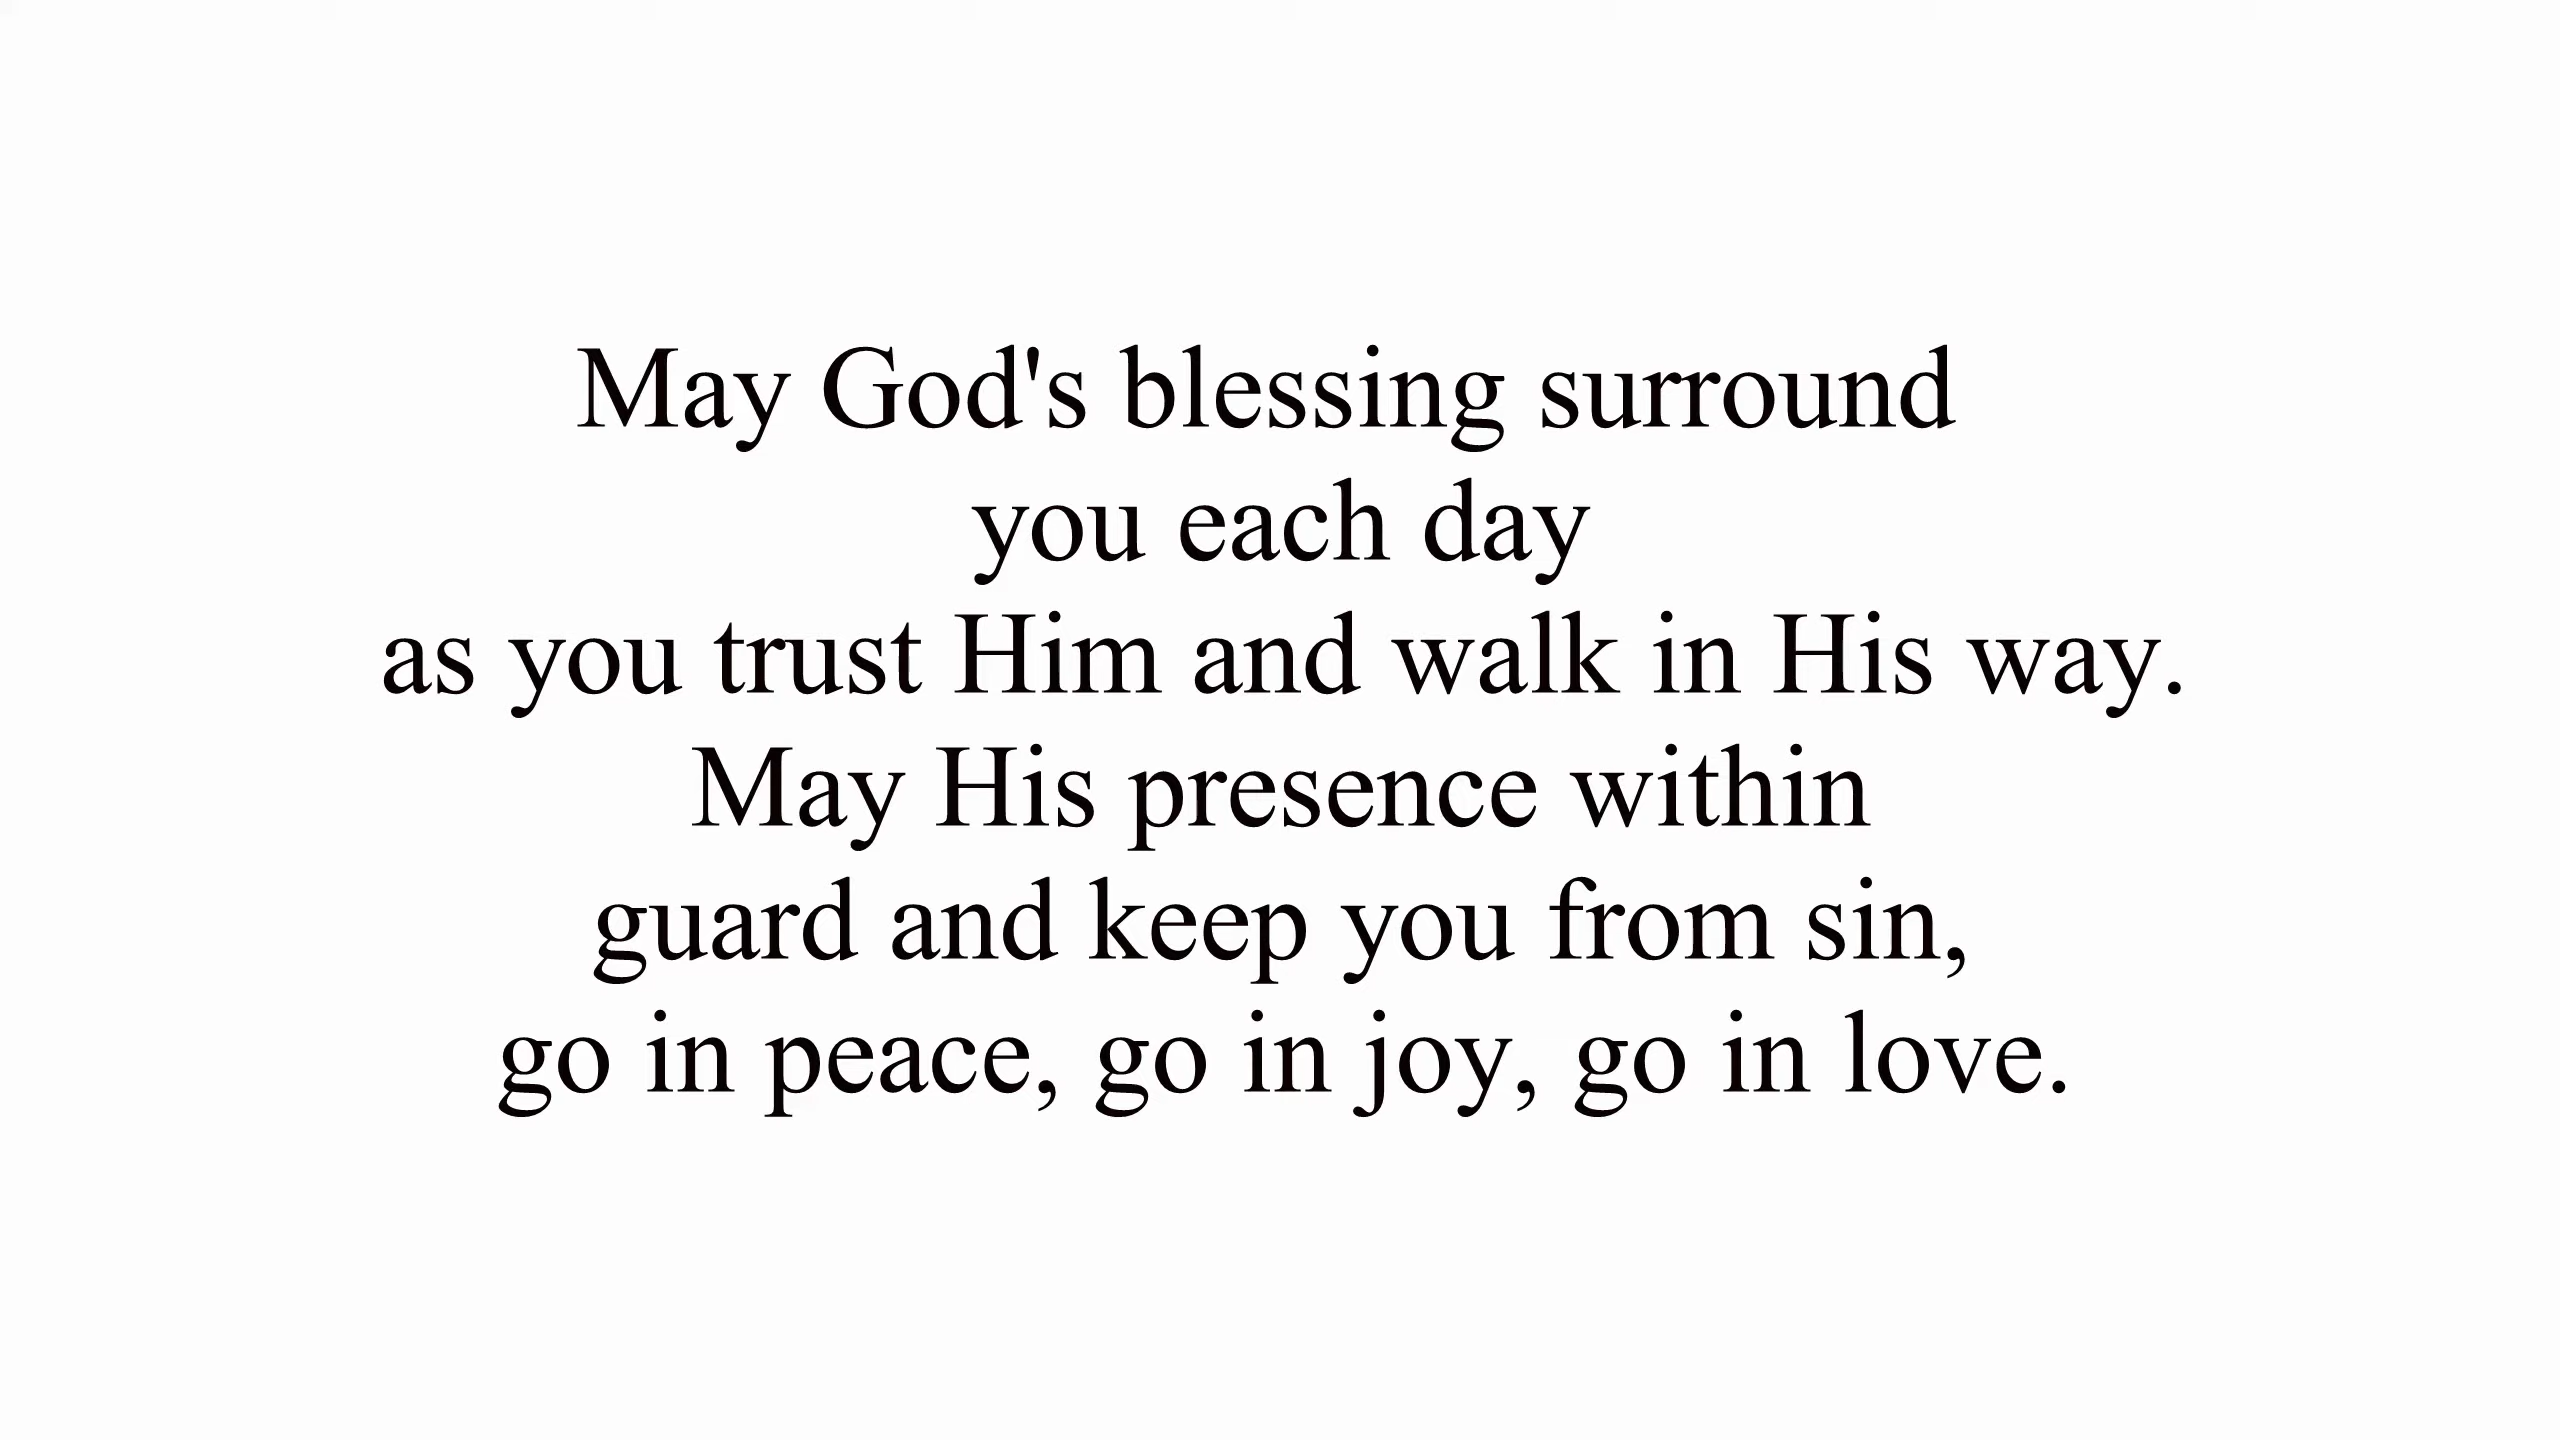 May God's blessing surround
you each day
as you trust Him and walk in His way.
May His presence within
guard and keep you from sin,
go in peace, go in joy, go in love.